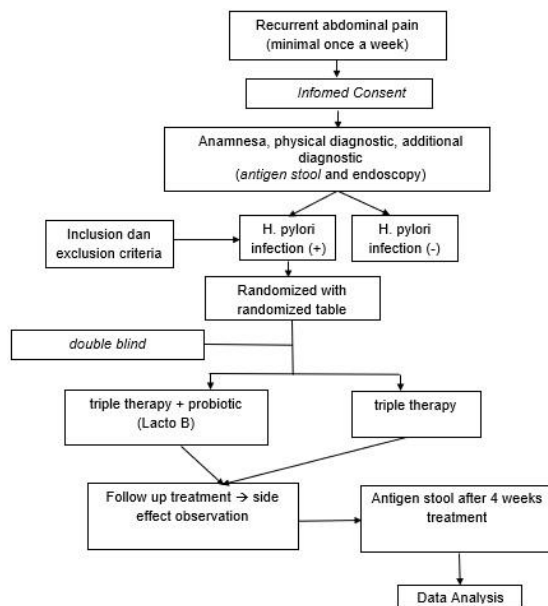 Recurrent abdominal pain
(minimal once a week)
Infomed Consent
Anamnesa, physical diagnostic, additional
diagnostic
(antigen stool and endoscopy)
Inclusion dan
exclusion criteria
H. pylori
infection (+)
H. pylori
infection (-)
Randomized with
randomized table
double blind
triple therapy + probiotic
(Lacto B)
triple therapy
Follow up treatment → side
effect observation
Antigen stool after 4 weeks
treatment
Data Analysis